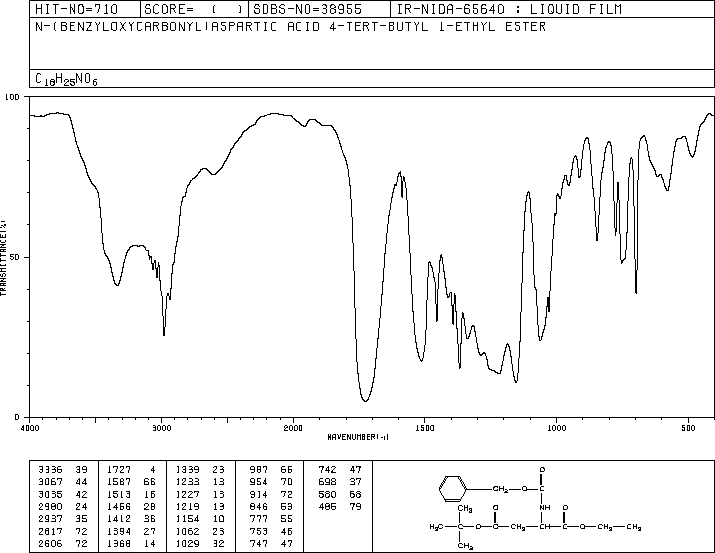 HIT-NO=710 SCORE= ( ) SDBS-NO=38955 IR-NIDA-65640 : LIQUID FILM
N-(BENZYLOXYCARBONYL)ASPARTIC ACID 4-TERT-BUTYL 1-ETHYL ESTER
C18H25NO6
100
50
0
TRANSMITTANCE(%)
4000 3000 2000 1500 1000 500
WAVENUMBER(-1)
3336 39 1727 4 1339 23 987 66 742 47
3067 44 1587 66 1233 13 954 70 698 37
3035 42 1513 16 1227 13 914 72 580 68
2980 24 1456 28 1219 13 846 53 485 79
2937 35 1412 36 1154 10 777 55
2817 72 1394 27 1062 23 753 46
2606 72 1368 14 1029 32 747 47
O
CH2 O C
CH3 NH O
H3C C O C CH2 CH C O CH2 CH3
CH3